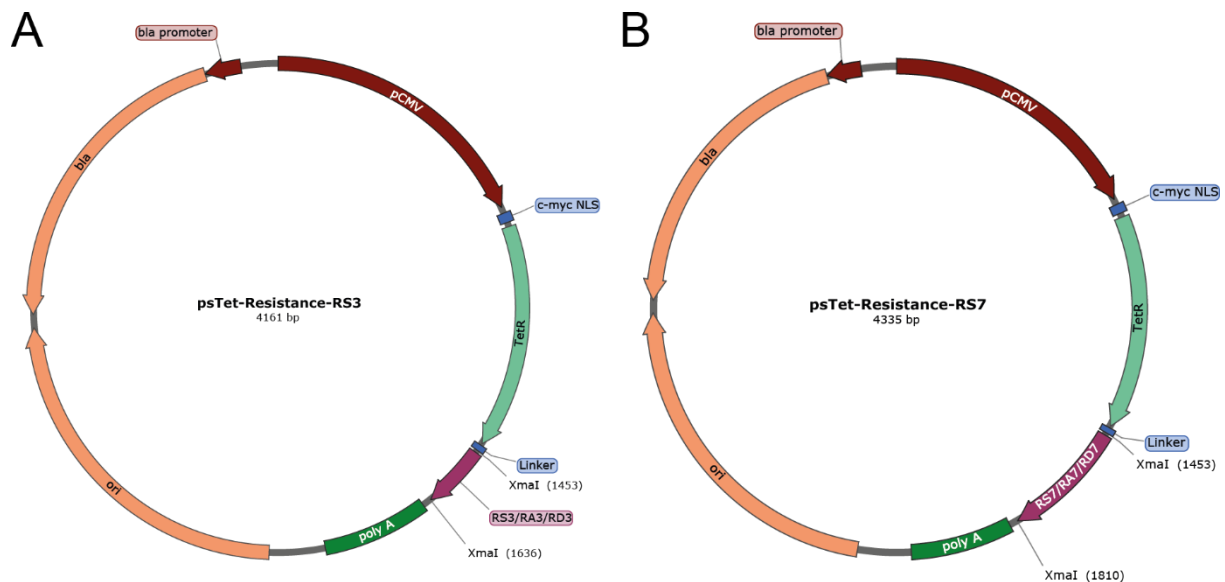 A
bla promoter
pCMV
c-myc NLS
bla
psTet-Resistance-RS3
4161 bp
TetR
ori
Linker
XmaI (1453)
RS3/RA3/RD3
poly A
XmaI (1636)
B
bla promoter
pCMV
c-myc NLS
bla
psTet-Resistance-RS7
4335 bp
TetR
ori
Linker
XmaI (1453)
RS7/RA7/RD7
poly A
XmaI (1810)